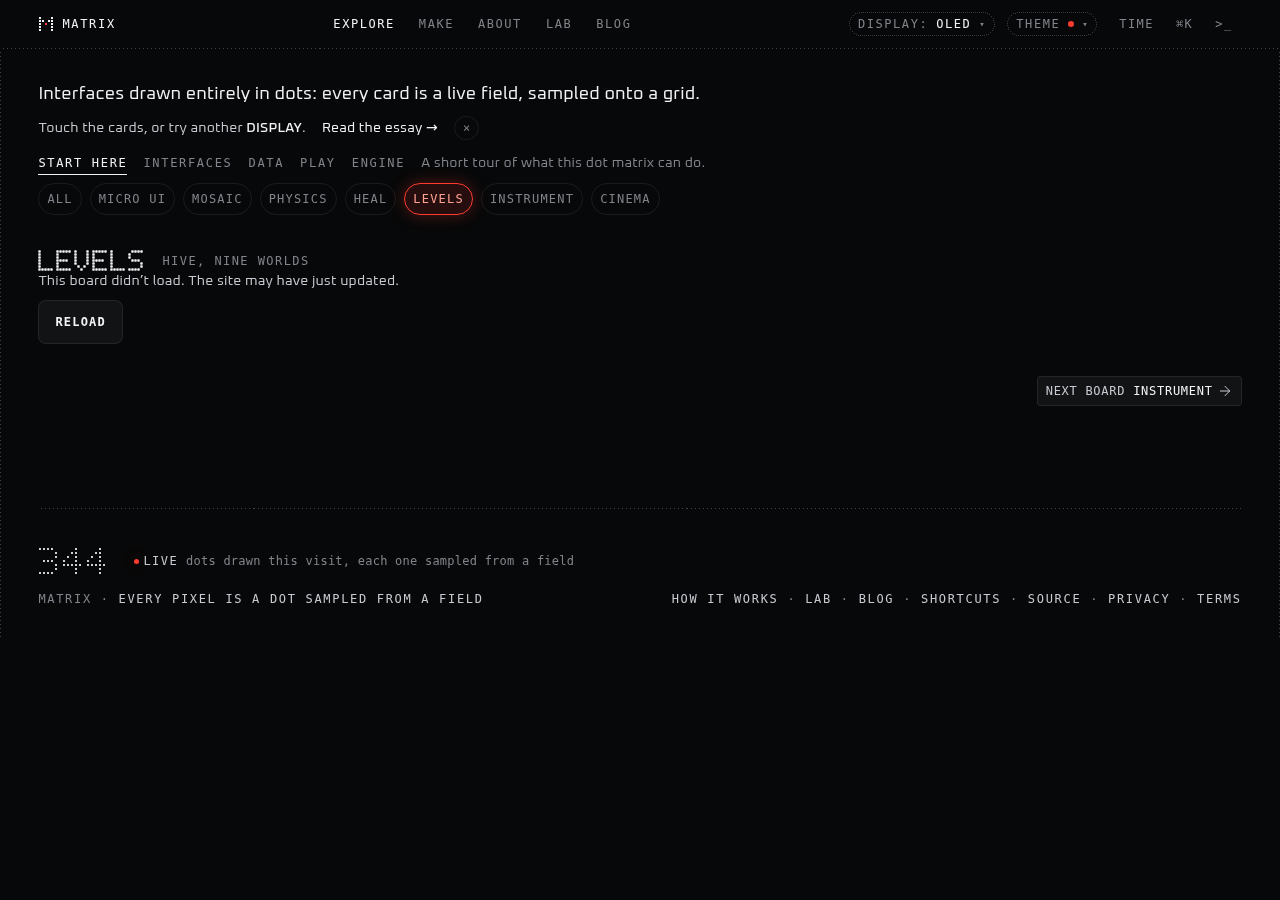 MATRIX EXPLORE MAKE ABOUT LAB BLOG DISPLAY: OLED ▾ THEME ● ▾ TIME ⌘K >_
Interfaces drawn entirely in dots: every card is a live field, sampled onto a grid.
Touch the cards, or try another DISPLAY. Read the essay → ×
START HERE INTERFACES DATA PLAY ENGINE A short tour of what this dot matrix can do.
ALL MICRO UI MOSAIC PHYSICS HEAL LEVELS INSTRUMENT CINEMA
LEVELS HIVE, NINE WORLDS
This board didn’t load. The site may have just updated.
RELOAD
NEXT BOARD INSTRUMENT →
344 ● LIVE dots drawn this visit, each one sampled from a field
MATRIX · EVERY PIXEL IS A DOT SAMPLED FROM A FIELD HOW IT WORKS · LAB · BLOG · SHORTCUTS · SOURCE · PRIVACY · TERMS